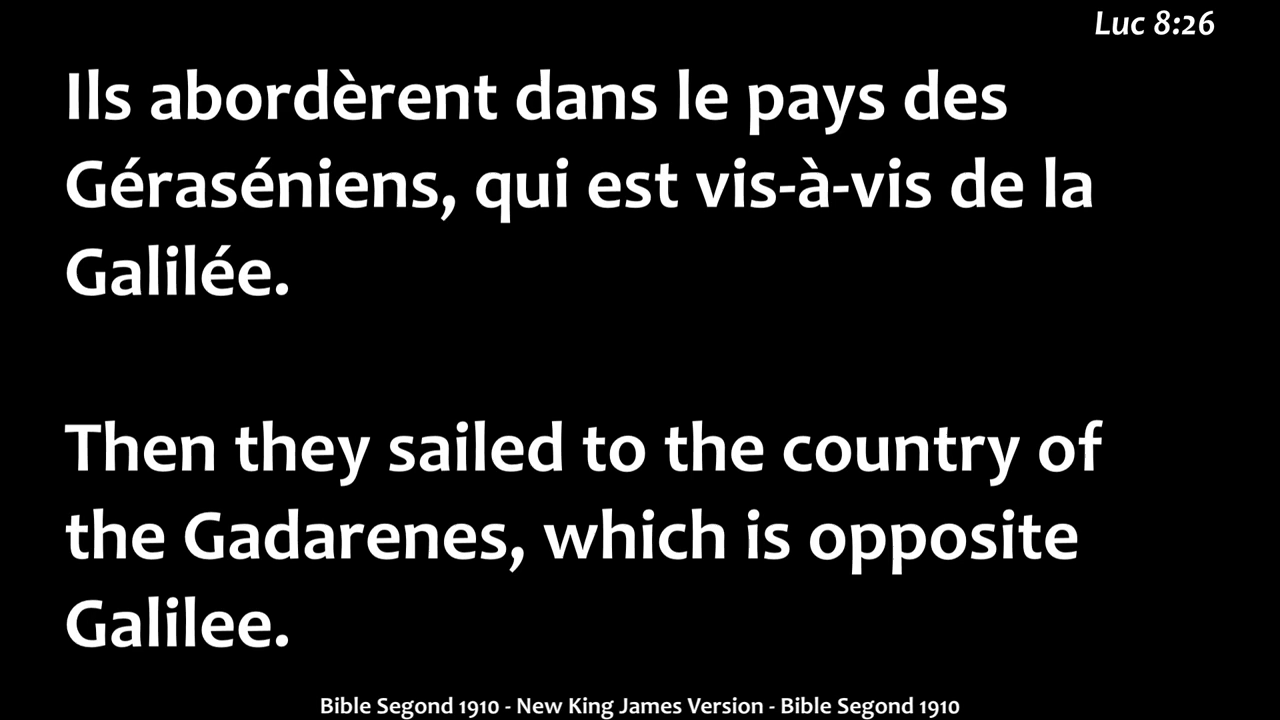 Luc 8:26
Ils abordèrent dans le pays des
Géraséniens, qui est vis-à-vis de la
Galilée.
Then they sailed to the country of
the Gadarenes, which is opposite
Galilee.
Bible Segond 1910 - New King James Version - Bible Segond 1910